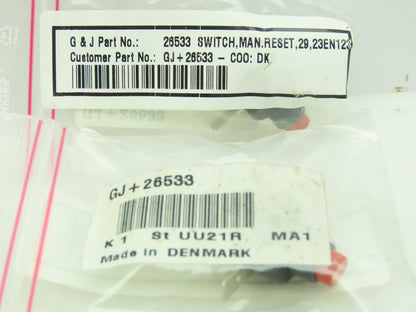 G & J Part No.: 26533 SWITCH,MAN.RESET,29,23EN123
Customer Part No.: GJ+26533 - COO: DK
GJ+26533
K1 St UU21R MA1
Made in DENMARK